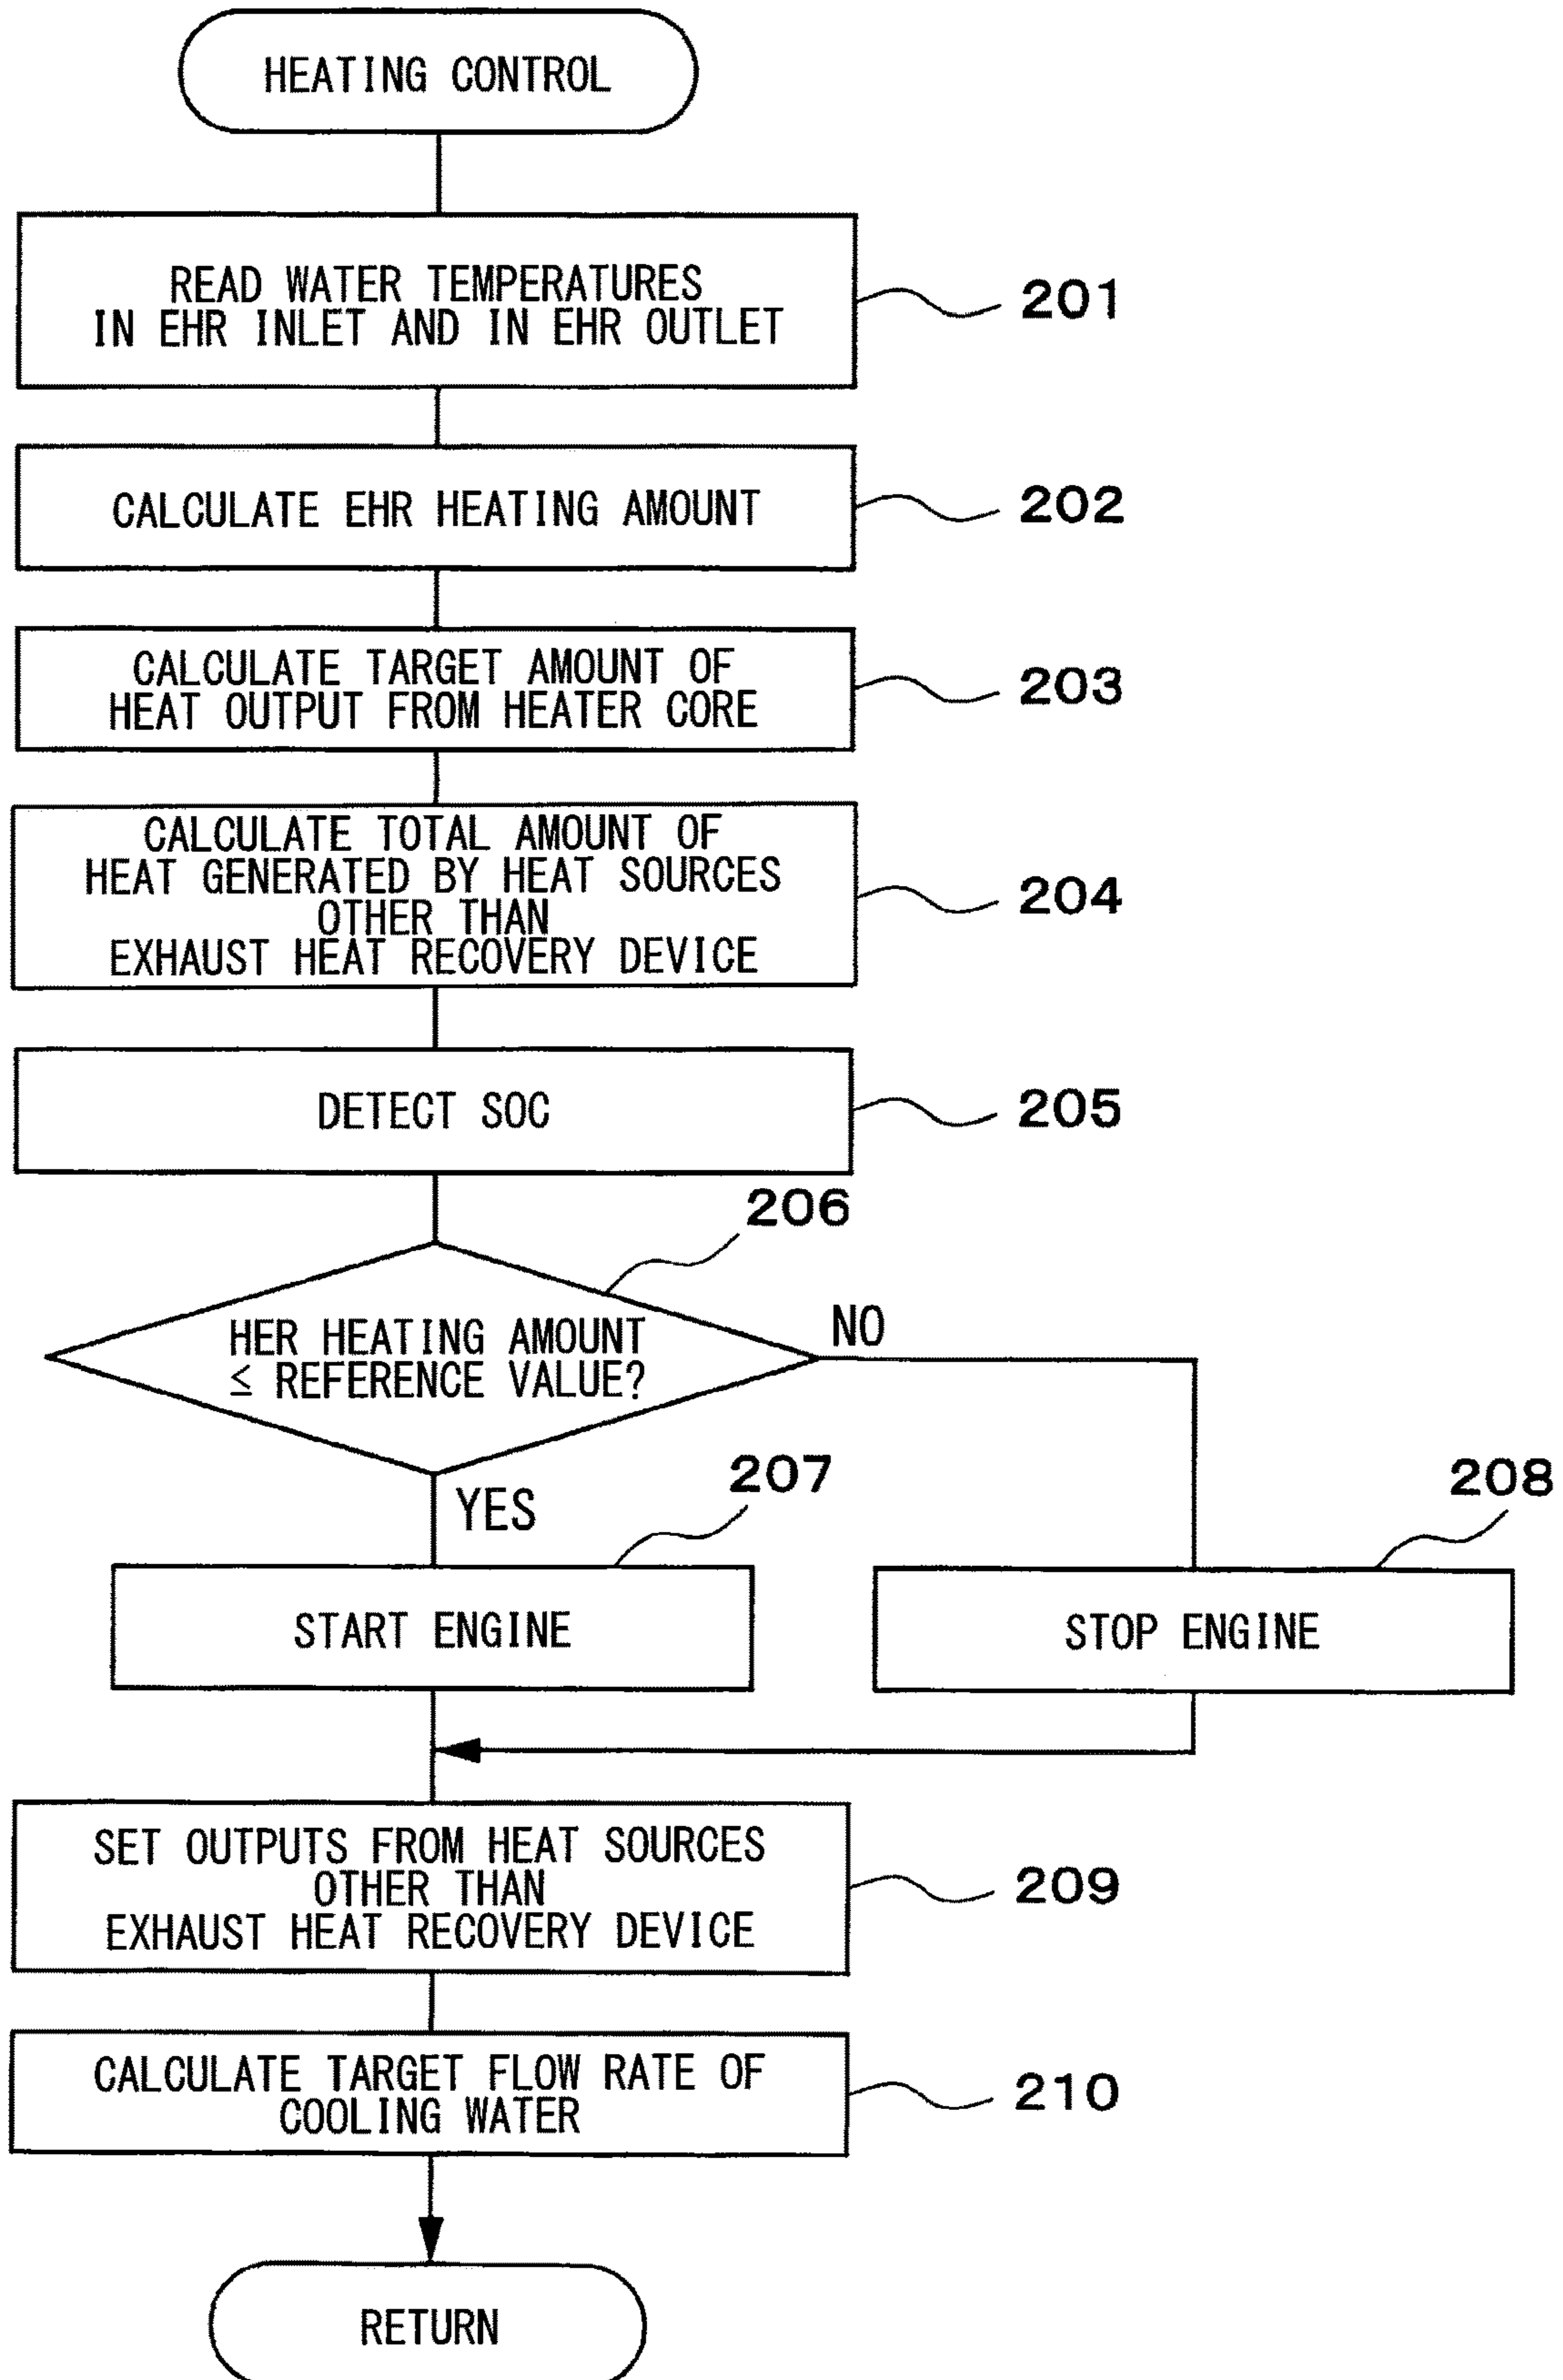 HEATING CONTROL
READ WATER TEMPERATURES
IN EHR INLET AND IN EHR OUTLET
201
CALCULATE EHR HEATING AMOUNT
202
CALCULATE TARGET AMOUNT OF
HEAT OUTPUT FROM HEATER CORE
203
CALCULATE TOTAL AMOUNT OF
HEAT GENERATED BY HEAT SOURCES
OTHER THAN
EXHAUST HEAT RECOVERY DEVICE
204
DETECT SOC
205
206
HER HEATING AMOUNT
≤ REFERENCE VALUE?
NO
YES
207
208
START ENGINE
STOP ENGINE
SET OUTPUTS FROM HEAT SOURCES
OTHER THAN
EXHAUST HEAT RECOVERY DEVICE
209
CALCULATE TARGET FLOW RATE OF
COOLING WATER
210
RETURN